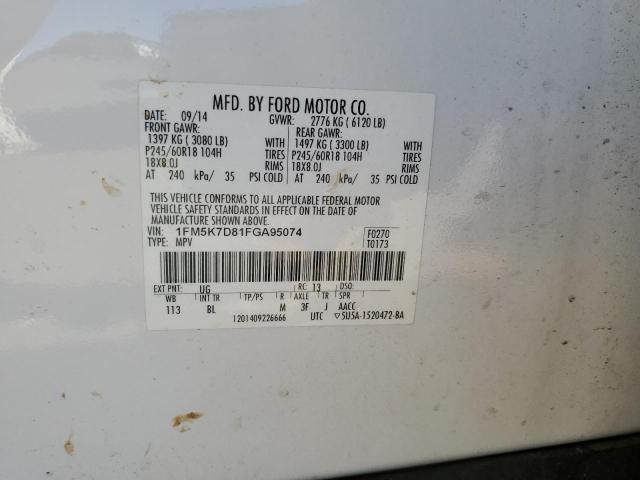 MFD. BY FORD MOTOR CO.
DATE: 09/14 GVWR: 2776 KG ( 6120 LB)
FRONT GAWR: REAR GAWR:
1397 KG ( 3080 LB) WITH 1497 KG ( 3300 LB) WITH
P245/60R18 104H TIRES P245/60R18 104H TIRES
18X8.0J RIMS 18X8.0J RIMS
AT 240 kPa/ 35 PSI COLD AT 240 kPa/ 35 PSI COLD
THIS VEHICLE CONFORMS TO ALL APPLICABLE FEDERAL MOTOR
VEHICLE SAFETY STANDARDS IN EFFECT ON THE DATE OF
MANUFACTURE SHOWN ABOVE.
VIN: 1FM5K7D81FGA95074 F0270
TYPE: MPV T0173
EXT PNT: UG RC: 13 DSO:
WB INT TR TP/PS R AXLE TR SPR
113 BL M 3F J AACC
1201409226666 UTC ▽5U5A-1520472-BA